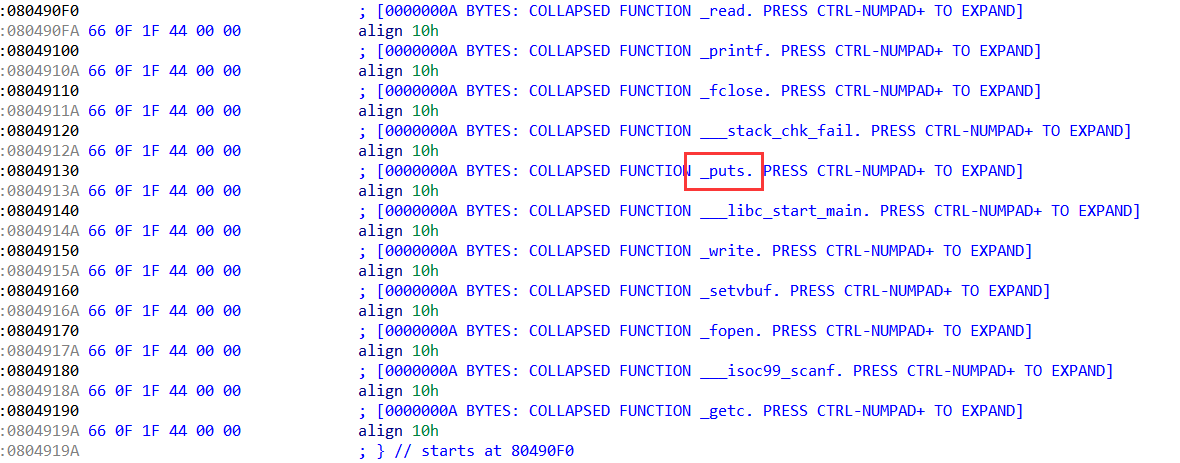 :080490F0 ; [0000000A BYTES: COLLAPSED FUNCTION _read. PRESS CTRL-NUMPAD+ TO EXPAND]
:080490FA 66 0F 1F 44 00 00 align 10h
:08049100 ; [0000000A BYTES: COLLAPSED FUNCTION _printf. PRESS CTRL-NUMPAD+ TO EXPAND]
:0804910A 66 0F 1F 44 00 00 align 10h
:08049110 ; [0000000A BYTES: COLLAPSED FUNCTION _fclose. PRESS CTRL-NUMPAD+ TO EXPAND]
:0804911A 66 0F 1F 44 00 00 align 10h
:08049120 ; [0000000A BYTES: COLLAPSED FUNCTION ___stack_chk_fail. PRESS CTRL-NUMPAD+ TO EXPAND]
:0804912A 66 0F 1F 44 00 00 align 10h
:08049130 ; [0000000A BYTES: COLLAPSED FUNCTION _puts. PRESS CTRL-NUMPAD+ TO EXPAND]
:0804913A 66 0F 1F 44 00 00 align 10h
:08049140 ; [0000000A BYTES: COLLAPSED FUNCTION ___libc_start_main. PRESS CTRL-NUMPAD+ TO EXPAND]
:0804914A 66 0F 1F 44 00 00 align 10h
:08049150 ; [0000000A BYTES: COLLAPSED FUNCTION _write. PRESS CTRL-NUMPAD+ TO EXPAND]
:0804915A 66 0F 1F 44 00 00 align 10h
:08049160 ; [0000000A BYTES: COLLAPSED FUNCTION _setvbuf. PRESS CTRL-NUMPAD+ TO EXPAND]
:0804916A 66 0F 1F 44 00 00 align 10h
:08049170 ; [0000000A BYTES: COLLAPSED FUNCTION _fopen. PRESS CTRL-NUMPAD+ TO EXPAND]
:0804917A 66 0F 1F 44 00 00 align 10h
:08049180 ; [0000000A BYTES: COLLAPSED FUNCTION ___isoc99_scanf. PRESS CTRL-NUMPAD+ TO EXPAND]
:0804918A 66 0F 1F 44 00 00 align 10h
:08049190 ; [0000000A BYTES: COLLAPSED FUNCTION _getc. PRESS CTRL-NUMPAD+ TO EXPAND]
:0804919A 66 0F 1F 44 00 00 align 10h
:0804919A ; } // starts at 80490F0